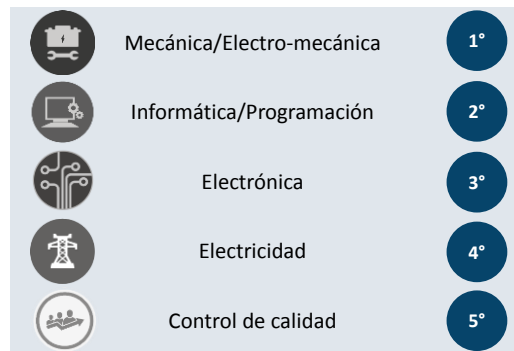 Mecánica/Electro-mecánica 1°
Informática/Programación 2°
Electrónica 3°
Electricidad 4°
Control de calidad 5°